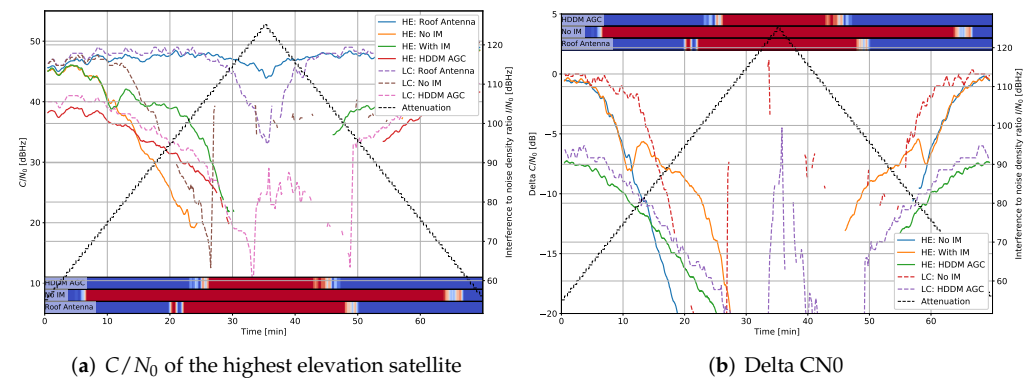 HE: Roof Antenna
HE: No IM
HE: With IM
HE: HDDM AGC
LC: Roof Antenna
LC: No IM
LC: HDDM AGC
Attenuation
50
40
30
20
10
C/N₀ [dBHz]
120
110
100
90
80
70
60
Interference to noise density ratio I/N₀ [dBHz]
HDDM AGC
No IM
Roof Antenna
0 10 20 30 40 50 60
Time [min]
(a) C/N₀ of the highest elevation satellite
HDDM AGC
No IM
Roof Antenna
5
0
−5
−10
−15
−20
Delta C/N₀ [dB]
120
110
100
90
80
70
60
Interference to noise density ratio I/N₀ [dBHz]
HE: No IM
HE: With IM
HE: HDDM AGC
LC: No IM
LC: HDDM AGC
Attenuation
0 10 20 30 40 50 60
Time [min]
(b) Delta CN0